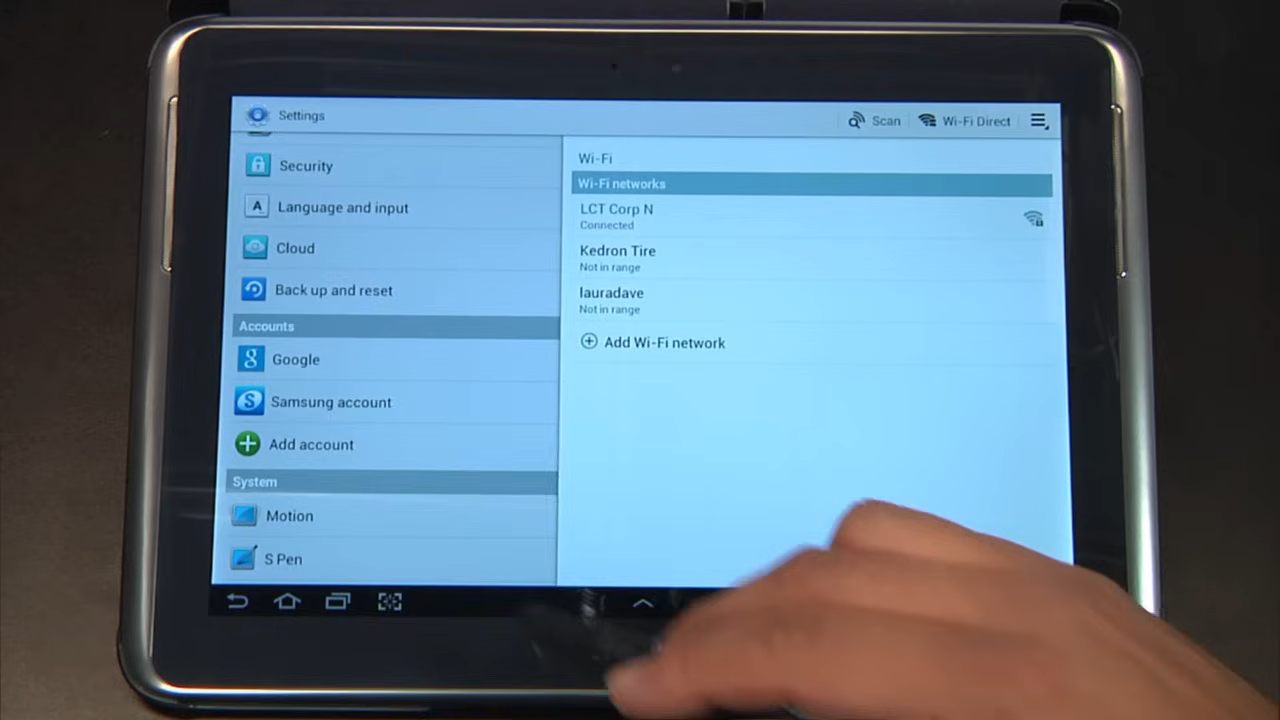 Settings
Scan
Wi-Fi Direct
Security
Language and input
Cloud
Back up and reset
Accounts
Google
Samsung account
Add account
System
Motion
S Pen
Wi-Fi
Wi-Fi networks
LCT Corp N
Connected
Kedron Tire
Not in range
lauradave
Not in range
Add Wi-Fi network